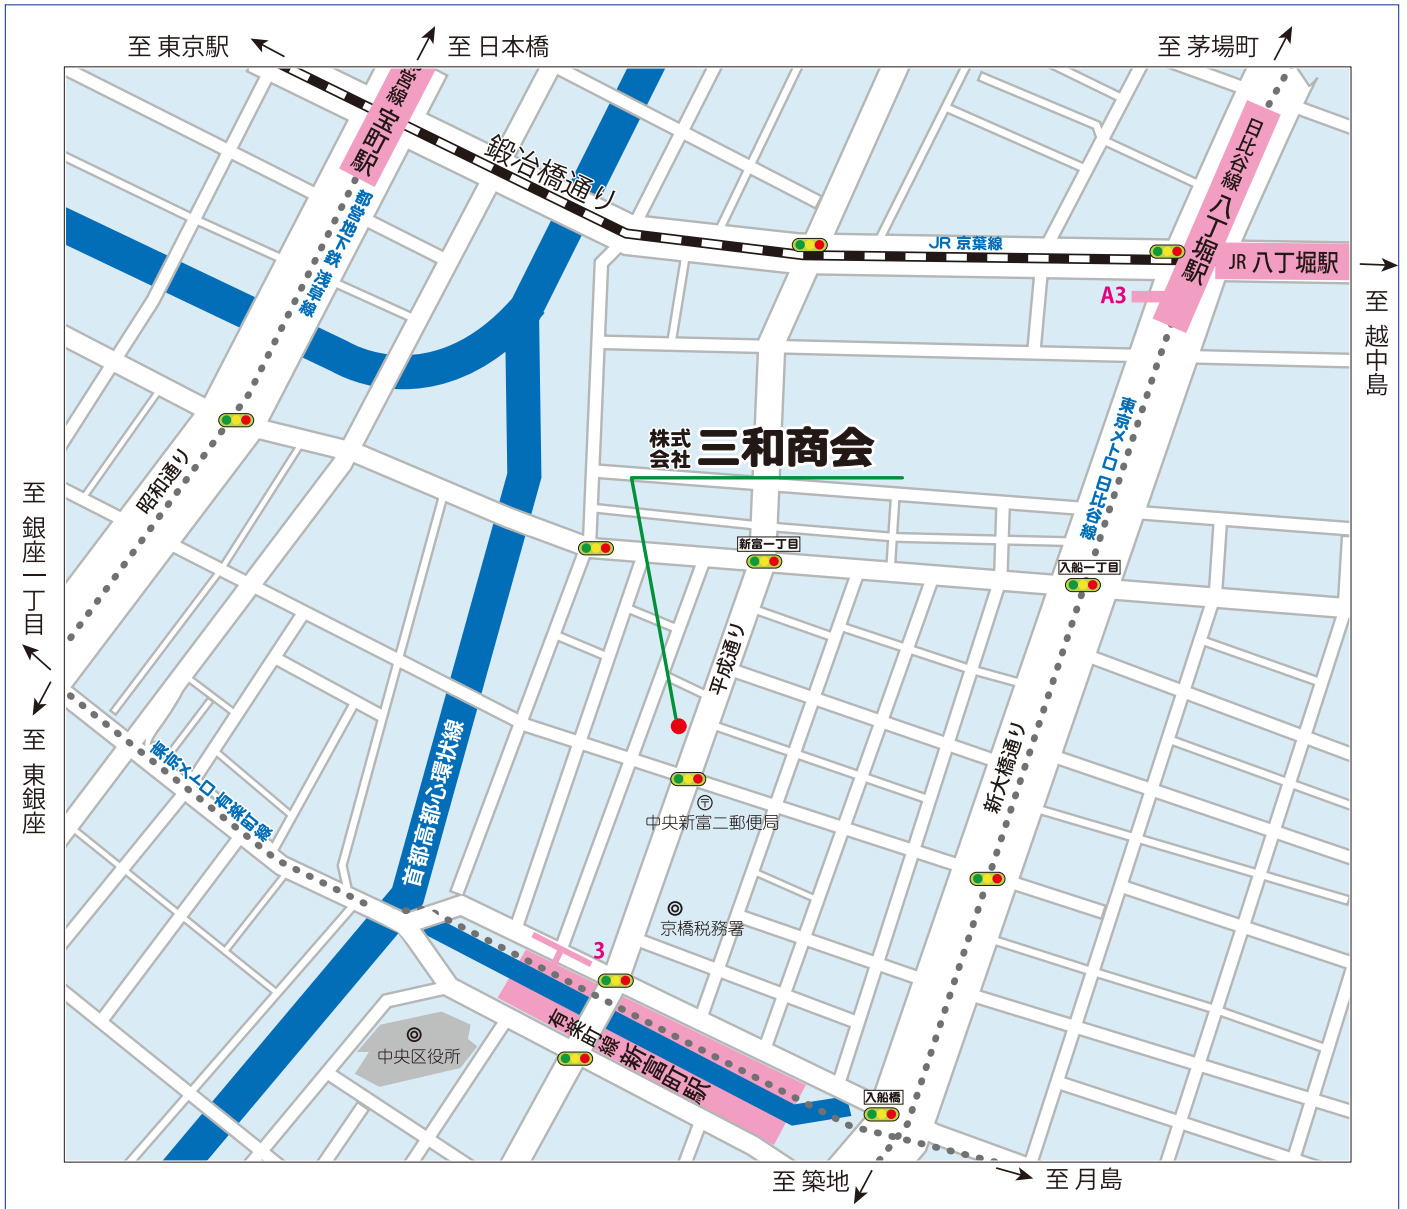 至 東京駅
至 日本橋
至 茅場町
宮線 宝町駅
鍛冶橋通り
日比谷線 八丁堀駅
都営地下鉄 浅草線
JR 京葉線
JR 八丁堀駅
A3
至 越中島
東京メトロ 日比谷線
株式会社 三和商会
昭和通り
至 銀座一丁目
新富一丁目
入船一丁目
平成通り
新大橋通り
至 東銀座
東京メトロ 有楽町線
首都高都心環状線
〒
中央新富二郵便局
京橋税務署
3
有楽町線 新富町駅
中央区役所
入船橋
至 築地
至 月島